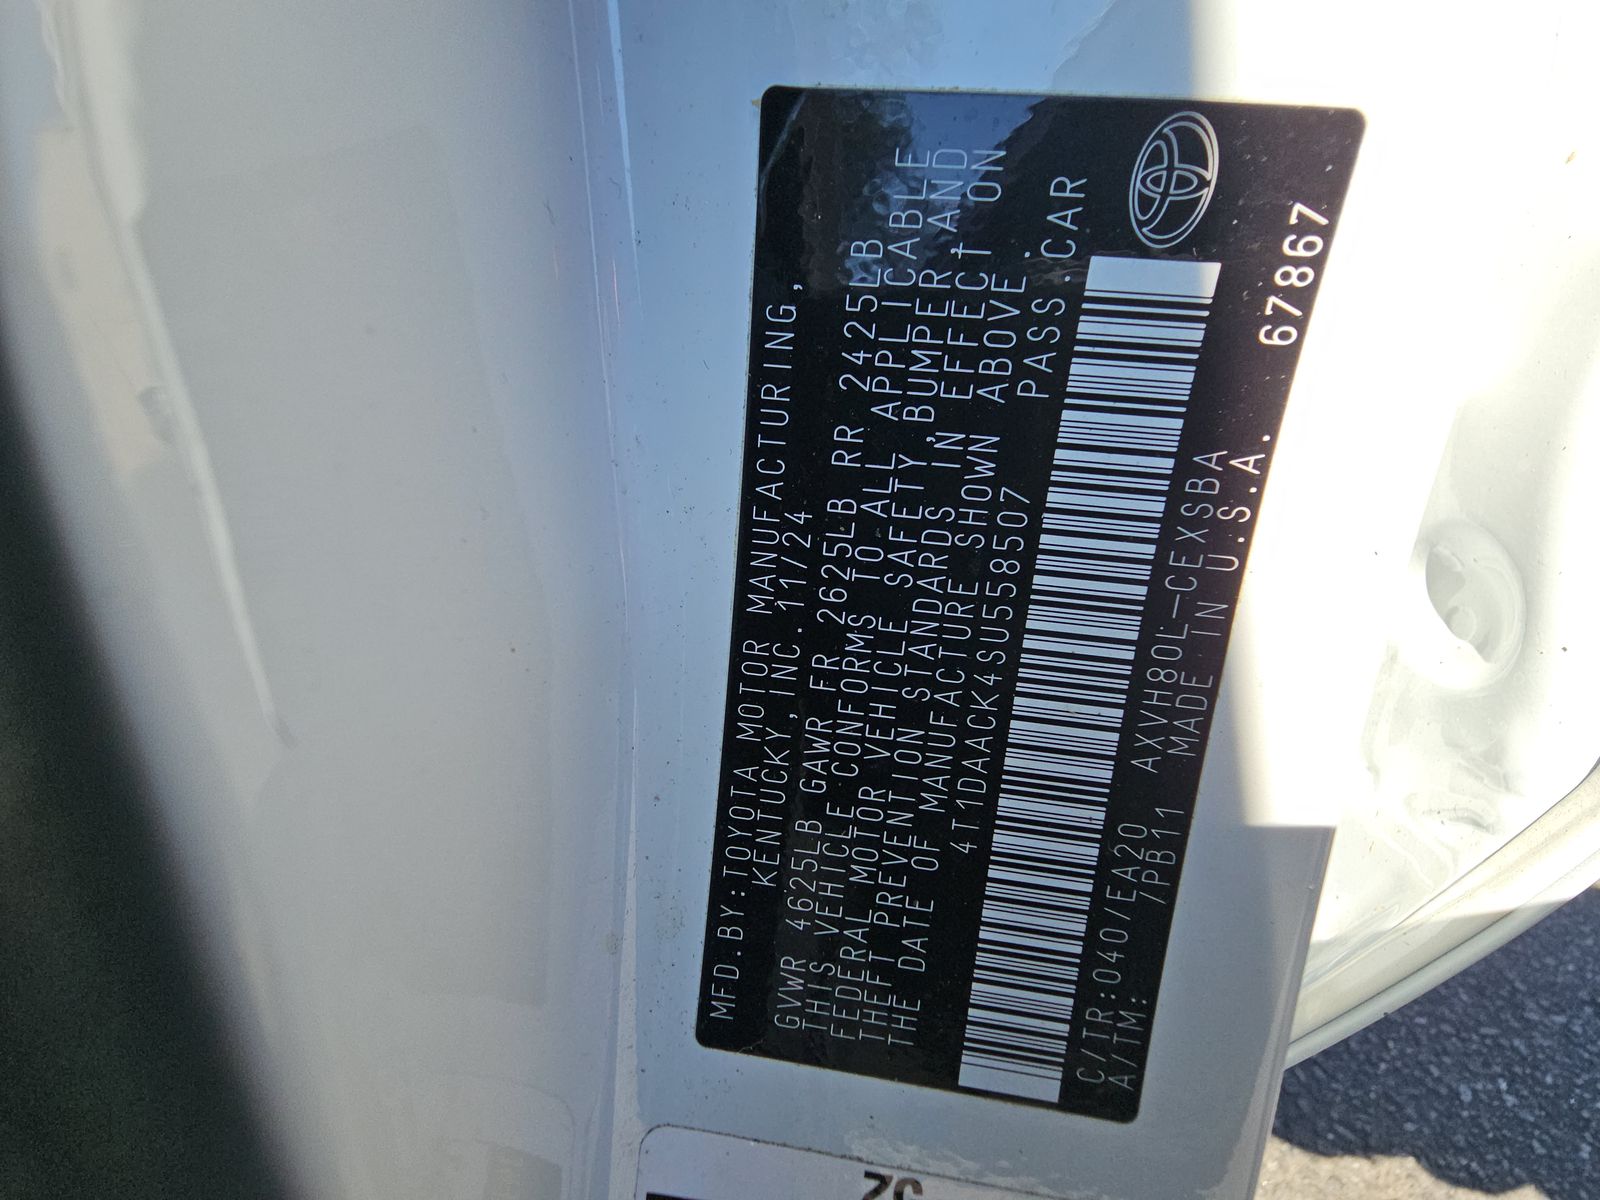 MFD.BY:TOYOTA MOTOR MANUFACTURING,
KENTUCKY,INC.11/24
GVWR 4625LB GAWR FR 2625LB RR 2425LB
THIS VEHICLE CONFORMS TO ALL APPLICABLE
FEDERAL MOTOR VEHICLE SAFETY,BUMPER,AND
THEFT PREVENTION STANDARDS IN EFFECT ON
THE DATE OF MANUFACTURE SHOWN ABOVE.
4T1DAACK4SU558507 PASS.CAR
C/TR:040/EA20 AXVH80L-CEXSBA
A/TM: /PB11 MADE IN U.S.A. 67867